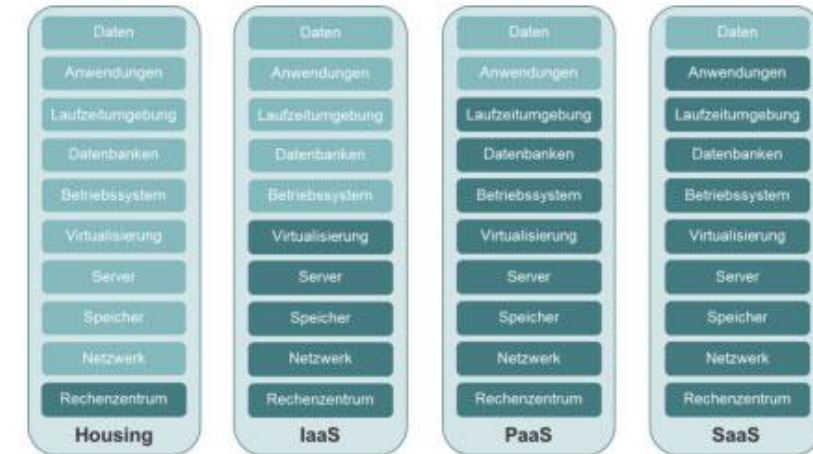 Daten
Anwendungen
Laufzeitumgebung
Datenbanken
Betriebssystem
Virtualisierung
Server
Speicher
Netzwerk
Rechenzentrum
Housing
Daten
Anwendungen
Laufzeitumgebung
Datenbanken
Betriebssystem
Virtualisierung
Server
Speicher
Netzwerk
Rechenzentrum
IaaS
Daten
Anwendungen
Laufzeitumgebung
Datenbanken
Betriebssystem
Virtualisierung
Server
Speicher
Netzwerk
Rechenzentrum
PaaS
Daten
Anwendungen
Laufzeitumgebung
Datenbanken
Betriebssystem
Virtualisierung
Server
Speicher
Netzwerk
Rechenzentrum
SaaS